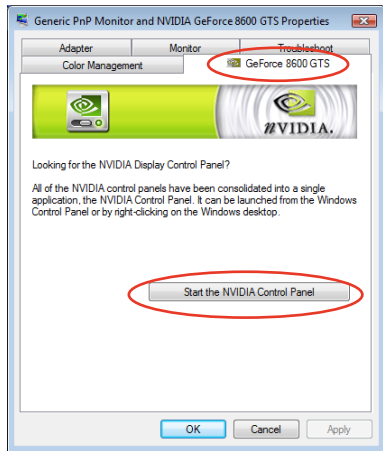 Generic PnP Monitor and NVIDIA GeForce 8600 GTS Properties
Adapter Monitor Troubleshoot
Color Management GeForce 8600 GTS
NVIDIA.
Looking for the NVIDIA Display Control Panel?
All of the NVIDIA control panels have been consolidated into a single
application, the NVIDIA Control Panel. It can be launched from the Windows
Control Panel or by right-clicking on the Windows desktop.
Start the NVIDIA Control Panel
OK Cancel Apply